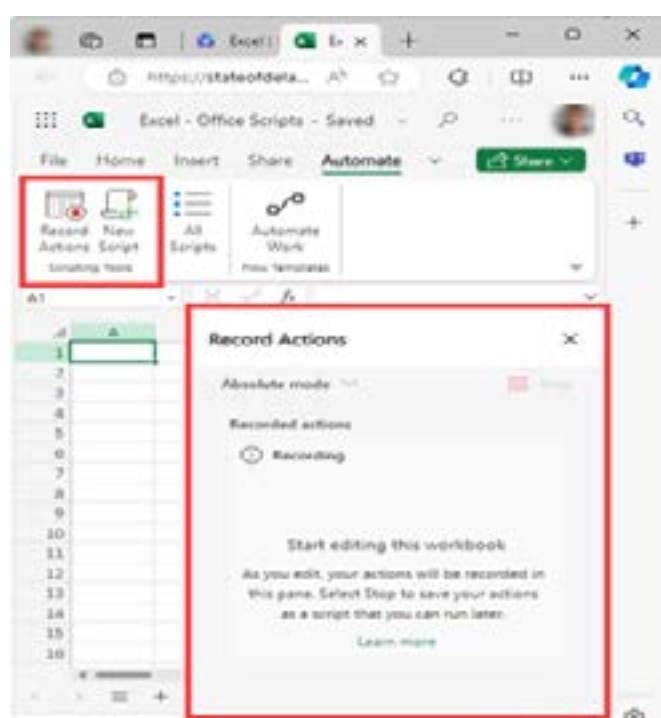 Excel |
https://stateofdela...
Excel - Office Scripts - Saved
File Home Insert Share Automate Share
Record Actions
New Script
All Scripts
Automate Work
Scripting Tools
Flow Templates
A1
fx
A
Record Actions
Absolute mode
Stop
Recorded actions
Recording
1
2
3
4
5
6
7
8
9
10
11
12
13
14
15
16
Start editing this workbook
As you edit, your actions will be recorded in
this pane. Select Stop to save your actions
as a script that you can run later.
Learn more